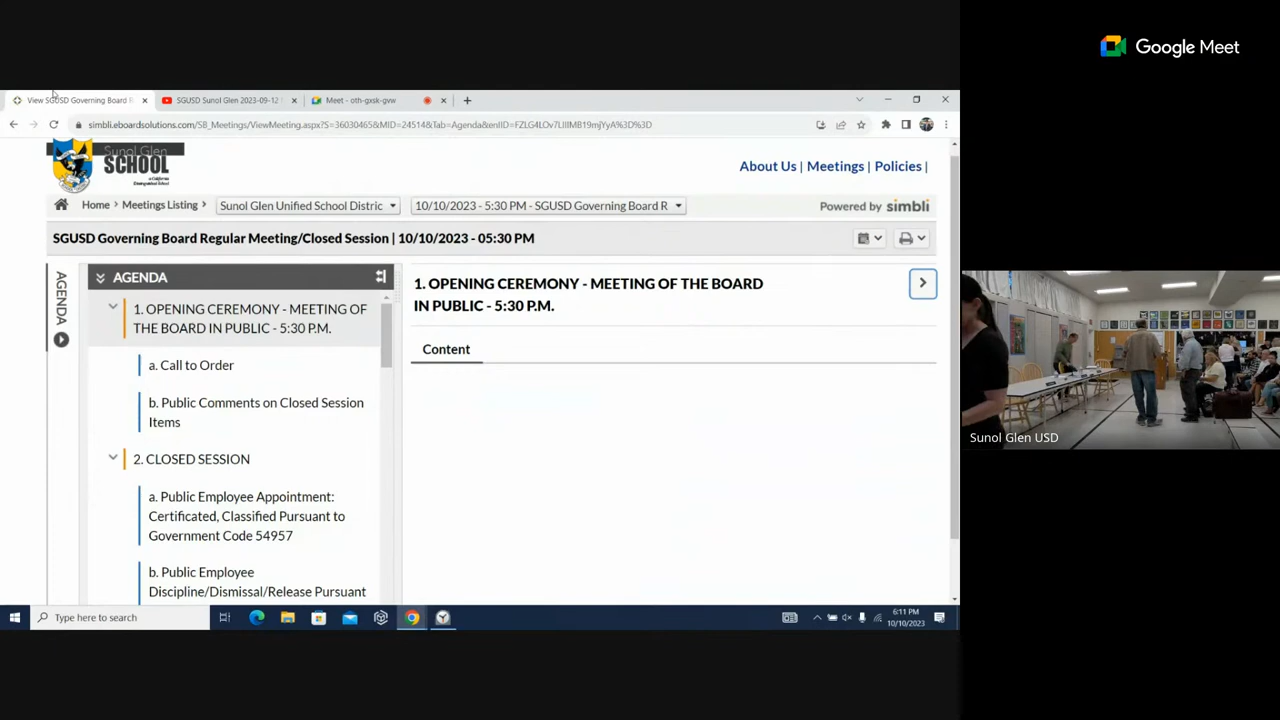 Google Meet
View SGUSD Governing Board R
SGUSD Sunol Glen 2023-09-12
Meet - oth-gxsk-gvw
simbli.eboardsolutions.com/SB_Meetings/ViewMeeting.aspx?S=36030465&MID=24514&Tab=Agenda&enIID=FZLG4LOv7LIIIMB19mjYyA%3D%3D
Sunol Glen
SCHOOL
About Us | Meetings | Policies |
Home > Meetings Listing >
Sunol Glen Unified School Distric
10/10/2023 - 5:30 PM - SGUSD Governing Board R
Powered by simbli
SGUSD Governing Board Regular Meeting/Closed Session | 10/10/2023 - 05:30 PM
AGENDA
AGENDA
1. OPENING CEREMONY - MEETING OF
THE BOARD IN PUBLIC - 5:30 P.M.
a. Call to Order
b. Public Comments on Closed Session
Items
2. CLOSED SESSION
a. Public Employee Appointment:
Certificated, Classified Pursuant to
Government Code 54957
b. Public Employee
Discipline/Dismissal/Release Pursuant
1. OPENING CEREMONY - MEETING OF THE BOARD
IN PUBLIC - 5:30 P.M.
Content
Sunol Glen USD
Type here to search
6:11 PM
10/10/2023